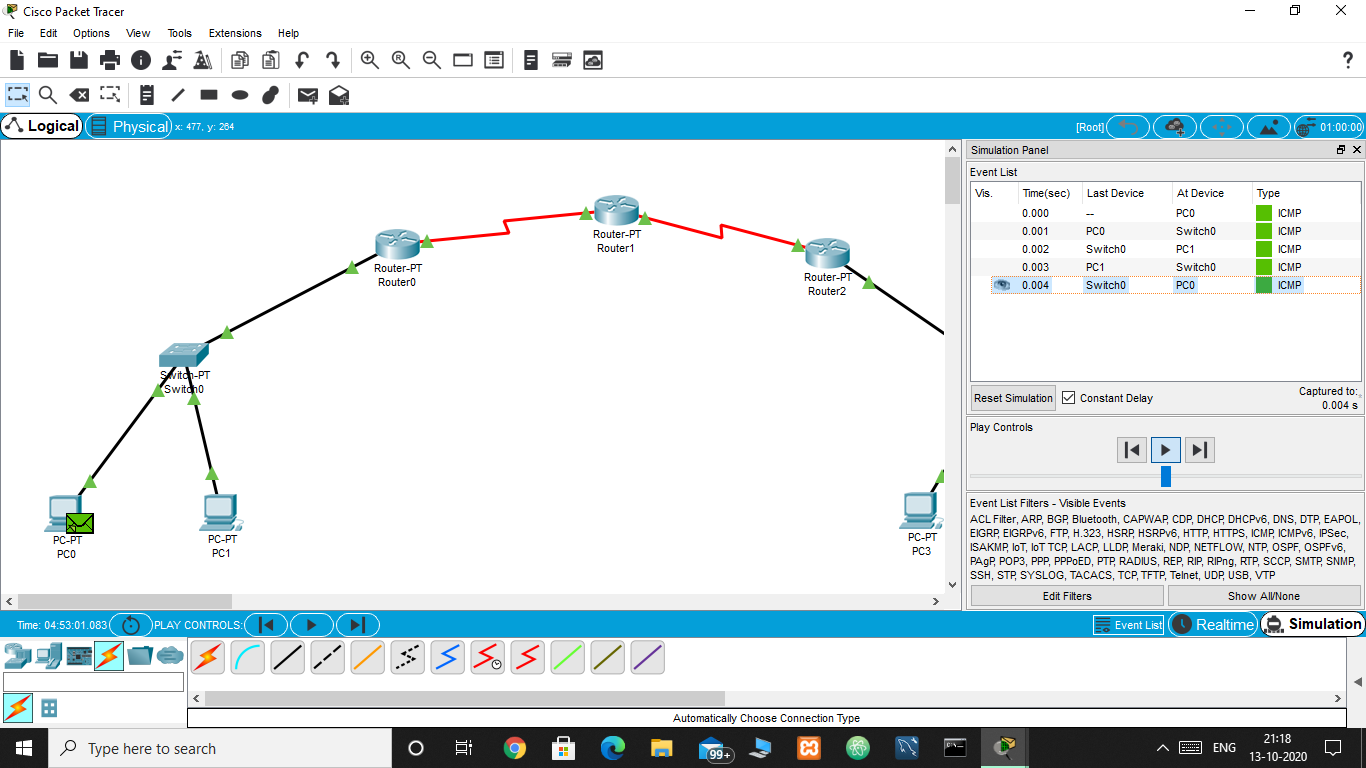 Cisco Packet Tracer
File Edit Options View Tools Extensions Help
?
Logical Physical x: 477, y: 264 [Root] 01:00:00
Router-PT
Router0
Router-PT
Router1
Router-PT
Router2
Switch-PT
Switch0
PC-PT
PC0
PC-PT
PC1
PC-PT
PC3
Simulation Panel
Event List
Vis. Time(sec) Last Device At Device Type
0.000 -- PC0 ICMP
0.001 PC0 Switch0 ICMP
0.002 Switch0 PC1 ICMP
0.003 PC1 Switch0 ICMP
0.004 Switch0 PC0 ICMP
Reset Simulation Constant Delay Captured to:
0.004 s
Play Controls
Event List Filters - Visible Events
ACL Filter, ARP, BGP, Bluetooth, CAPWAP, CDP, DHCP, DHCPv6, DNS, DTP, EAPOL,
EIGRP, EIGRPv6, FTP, H.323, HSRP, HSRPv6, HTTP, HTTPS, ICMP, ICMPv6, IPSec,
ISAKMP, IoT, IoT TCP, LACP, LLDP, Meraki, NDP, NETFLOW, NTP, OSPF, OSPFv6,
PAgP, POP3, PPP, PPPoED, PTP, RADIUS, REP, RIP, RIPng, RTP, SCCP, SMTP, SNMP,
SSH, STP, SYSLOG, TACACS, TCP, TFTP, Telnet, UDP, USB, VTP
Edit Filters Show All/None
Time: 04:53:01.083 PLAY CONTROLS: Event List Realtime Simulation
Automatically Choose Connection Type
Type here to search 99+ ENG 21:18
13-10-2020